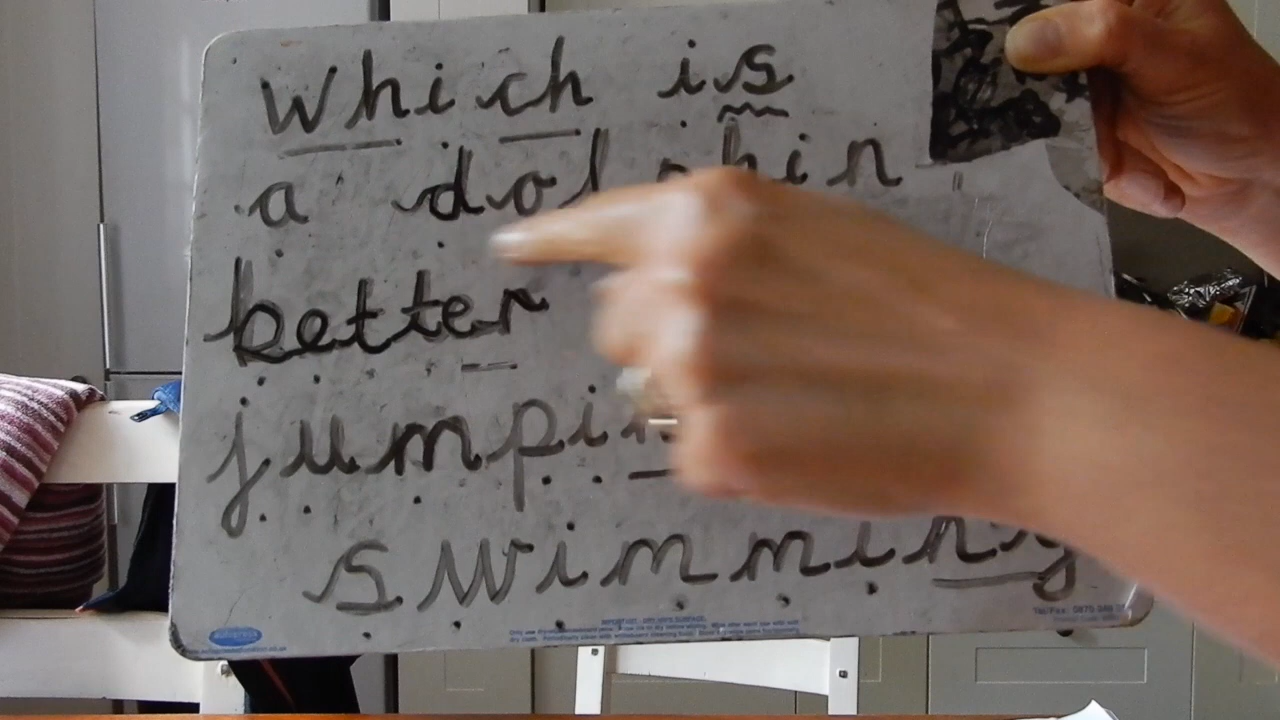 Which is
a dolphin
better
jumping
swimming